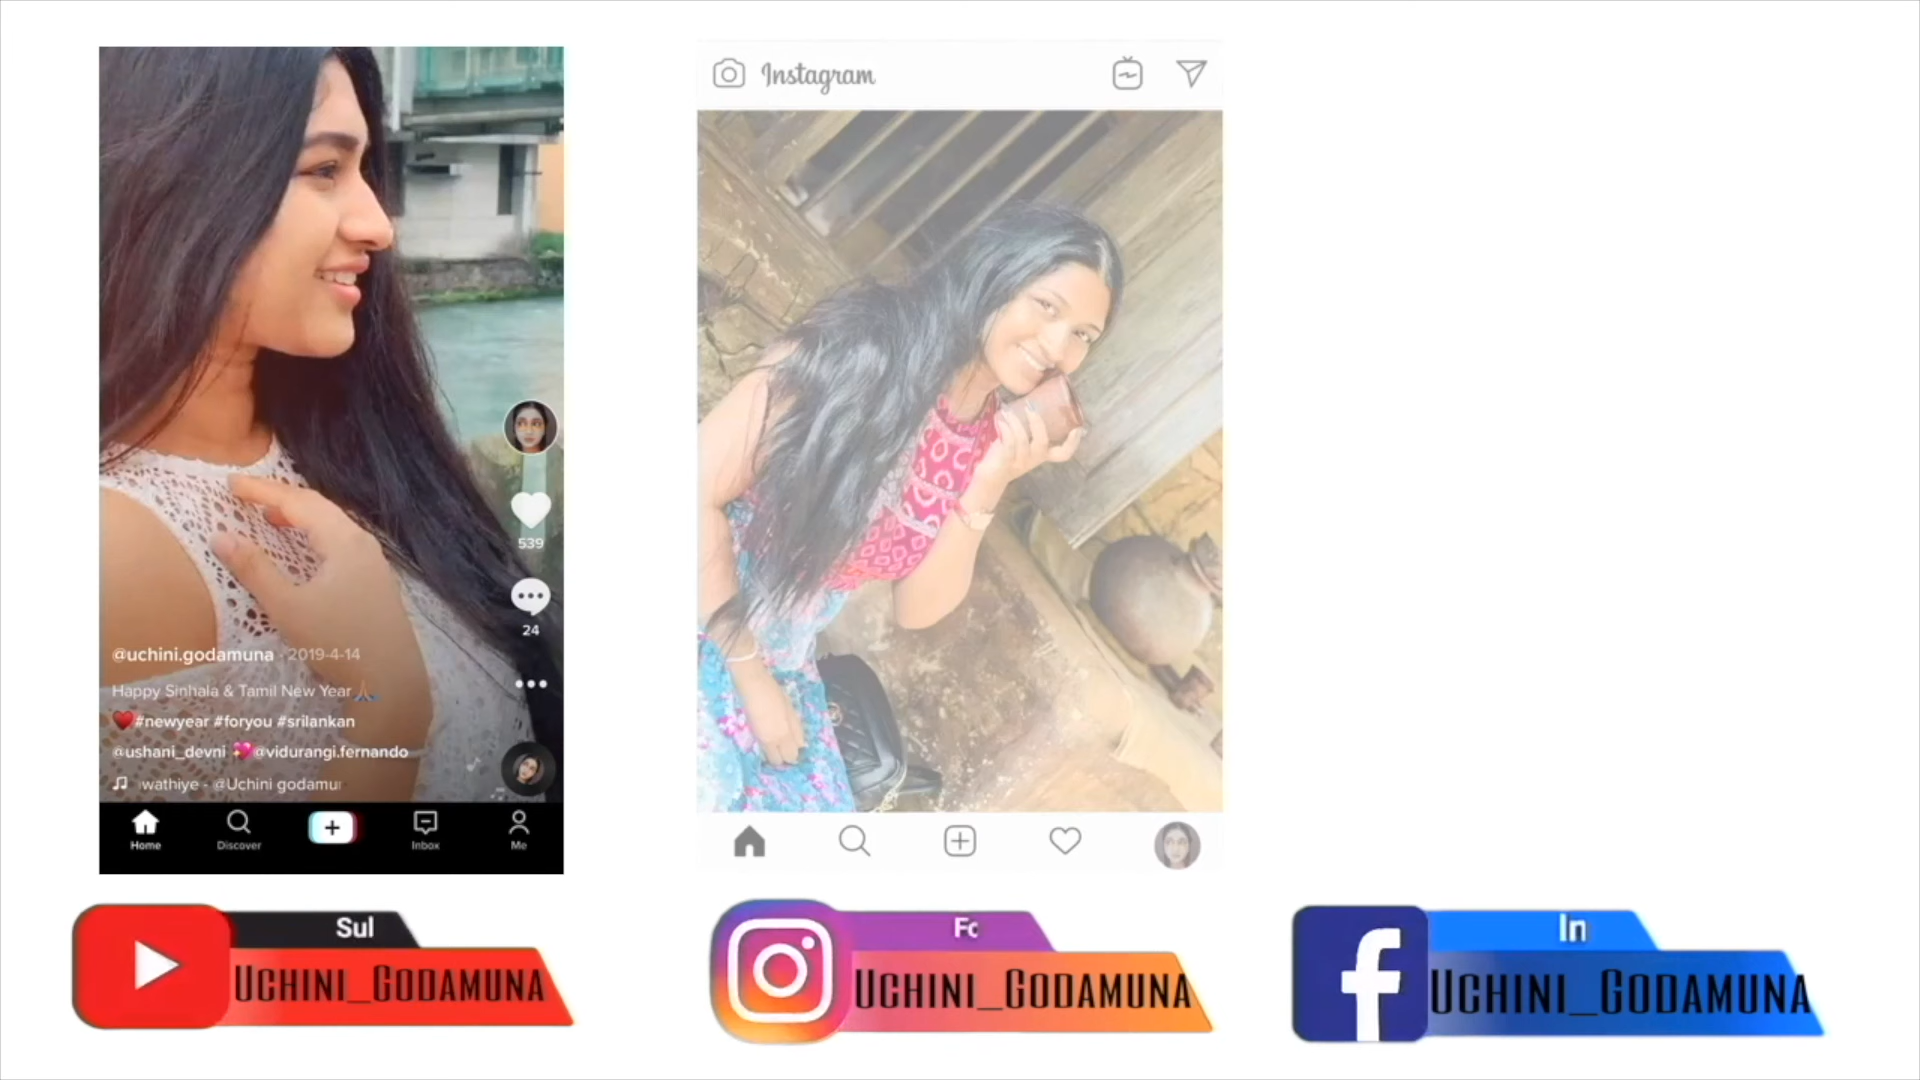 @uchini.godamuna - 2019-4-14
Happy Sinhala & Tamil New Year🙏🏾
❤️#newyear #foryou #srilankan
@ushani_devni 💖@vidurangi.fernando
wathiye - @Uchini godamu
539
24
Home
Discover
Inbox
Me
Instagram
Sul
UCHINI_GODAMUNA
Fc
UCHINI_GODAMUNA
In
UCHINI_GODAMUNA